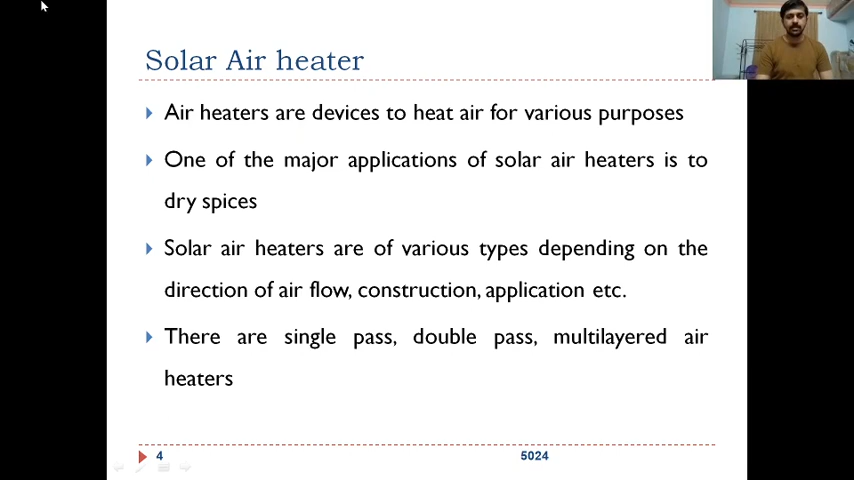 Solar Air heater
Air heaters are devices to heat air for various purposes
One of the major applications of solar air heaters is to
dry spices
Solar air heaters are of various types depending on the
direction of air flow, construction, application etc.
There are single pass, double pass, multilayered air
heaters
4
5024